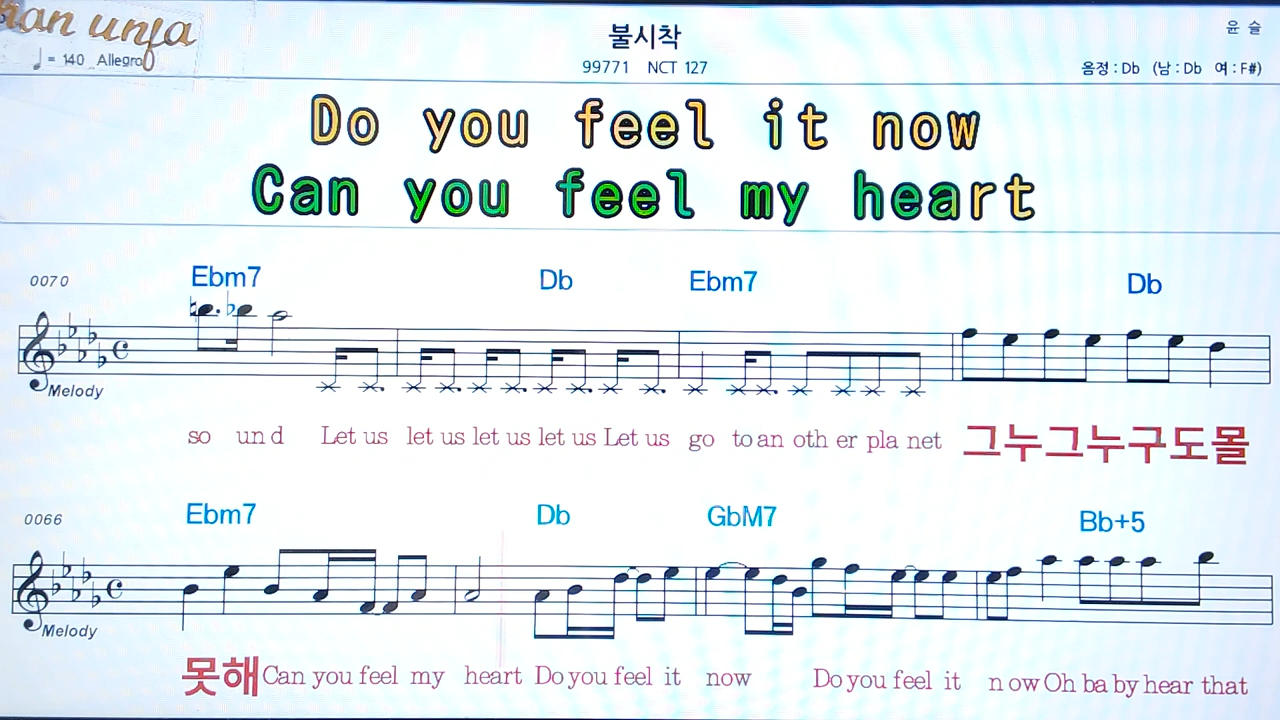 han unfa
불시착
윤 슬
♩ = 140 Allegro
99771 NCT 127
음정 : Db (남 : Db 여 : F#)
Do you feel it now
Can you feel my heart
0070
Ebm7 Db Ebm7 Db
Melody
so un d Let us let us let us let us Let us go to an oth er pla net 그누그누구도몰
0066
Ebm7 Db GbM7 Bb+5
Melody
못해 Can you feel my heart Do you feel it now Do you feel it n ow Oh ba by hear that